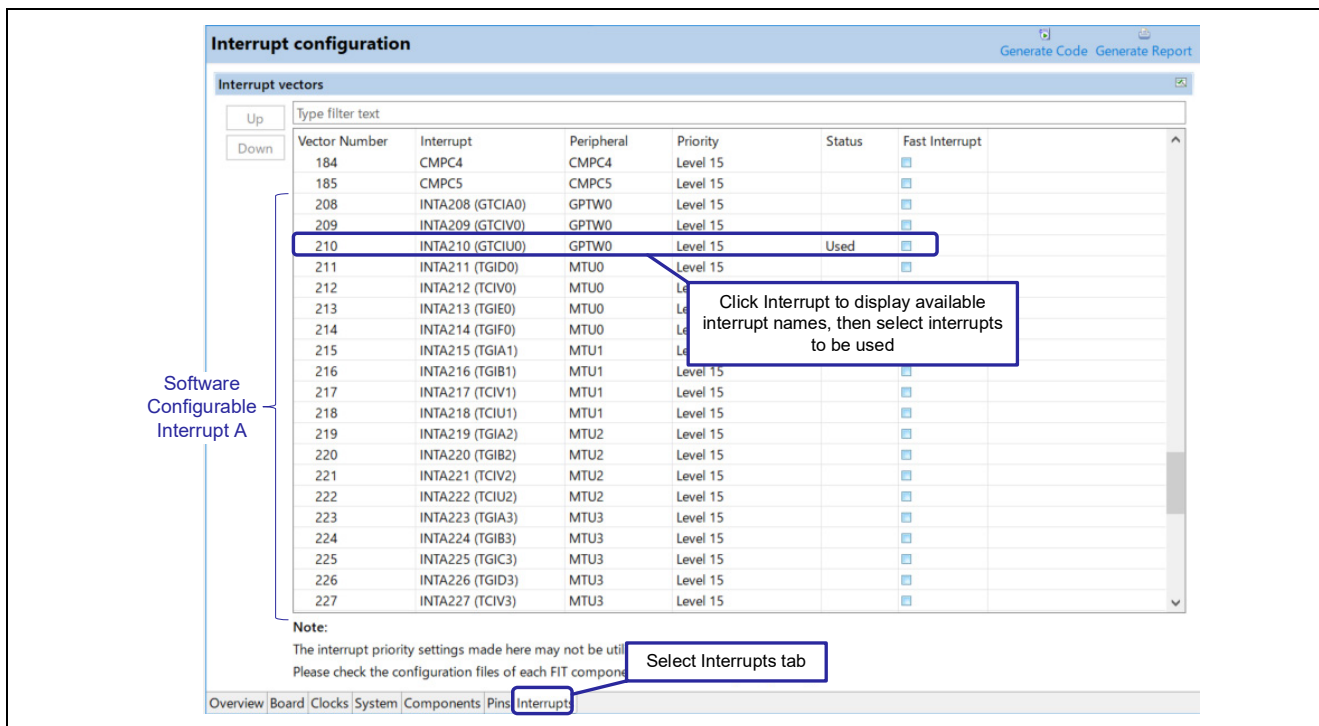 Interrupt configuration
Generate Code Generate Report
Interrupt vectors
Up
Down
Type filter text
Vector Number Interrupt Peripheral Priority Status Fast Interrupt
184 CMPC4 CMPC4 Level 15
185 CMPC5 CMPC5 Level 15
208 INTA208 (GTCIA0) GPTW0 Level 15
209 INTA209 (GTCIV0) GPTW0 Level 15
210 INTA210 (GTCIU0) GPTW0 Level 15 Used
211 INTA211 (TGID0) MTU0 Level 15
212 INTA212 (TCIV0) MTU0
213 INTA213 (TGIE0) MTU0
214 INTA214 (TGIF0) MTU0
215 INTA215 (TGIA1) MTU1
216 INTA216 (TGIB1) MTU1 Level 15
217 INTA217 (TCIV1) MTU1 Level 15
218 INTA218 (TCIU1) MTU1 Level 15
219 INTA219 (TGIA2) MTU2 Level 15
220 INTA220 (TGIB2) MTU2 Level 15
221 INTA221 (TCIV2) MTU2 Level 15
222 INTA222 (TCIU2) MTU2 Level 15
223 INTA223 (TGIA3) MTU3 Level 15
224 INTA224 (TGIB3) MTU3 Level 15
225 INTA225 (TGIC3) MTU3 Level 15
226 INTA226 (TGID3) MTU3 Level 15
227 INTA227 (TCIV3) MTU3 Level 15
Click Interrupt to display available
interrupt names, then select interrupts
to be used
Software
Configurable
Interrupt A
Note:
The interrupt priority settings made here may not be
Please check the configuration files of each FIT
Select Interrupts tab
Overview Board Clocks System Components Pins Interrupts